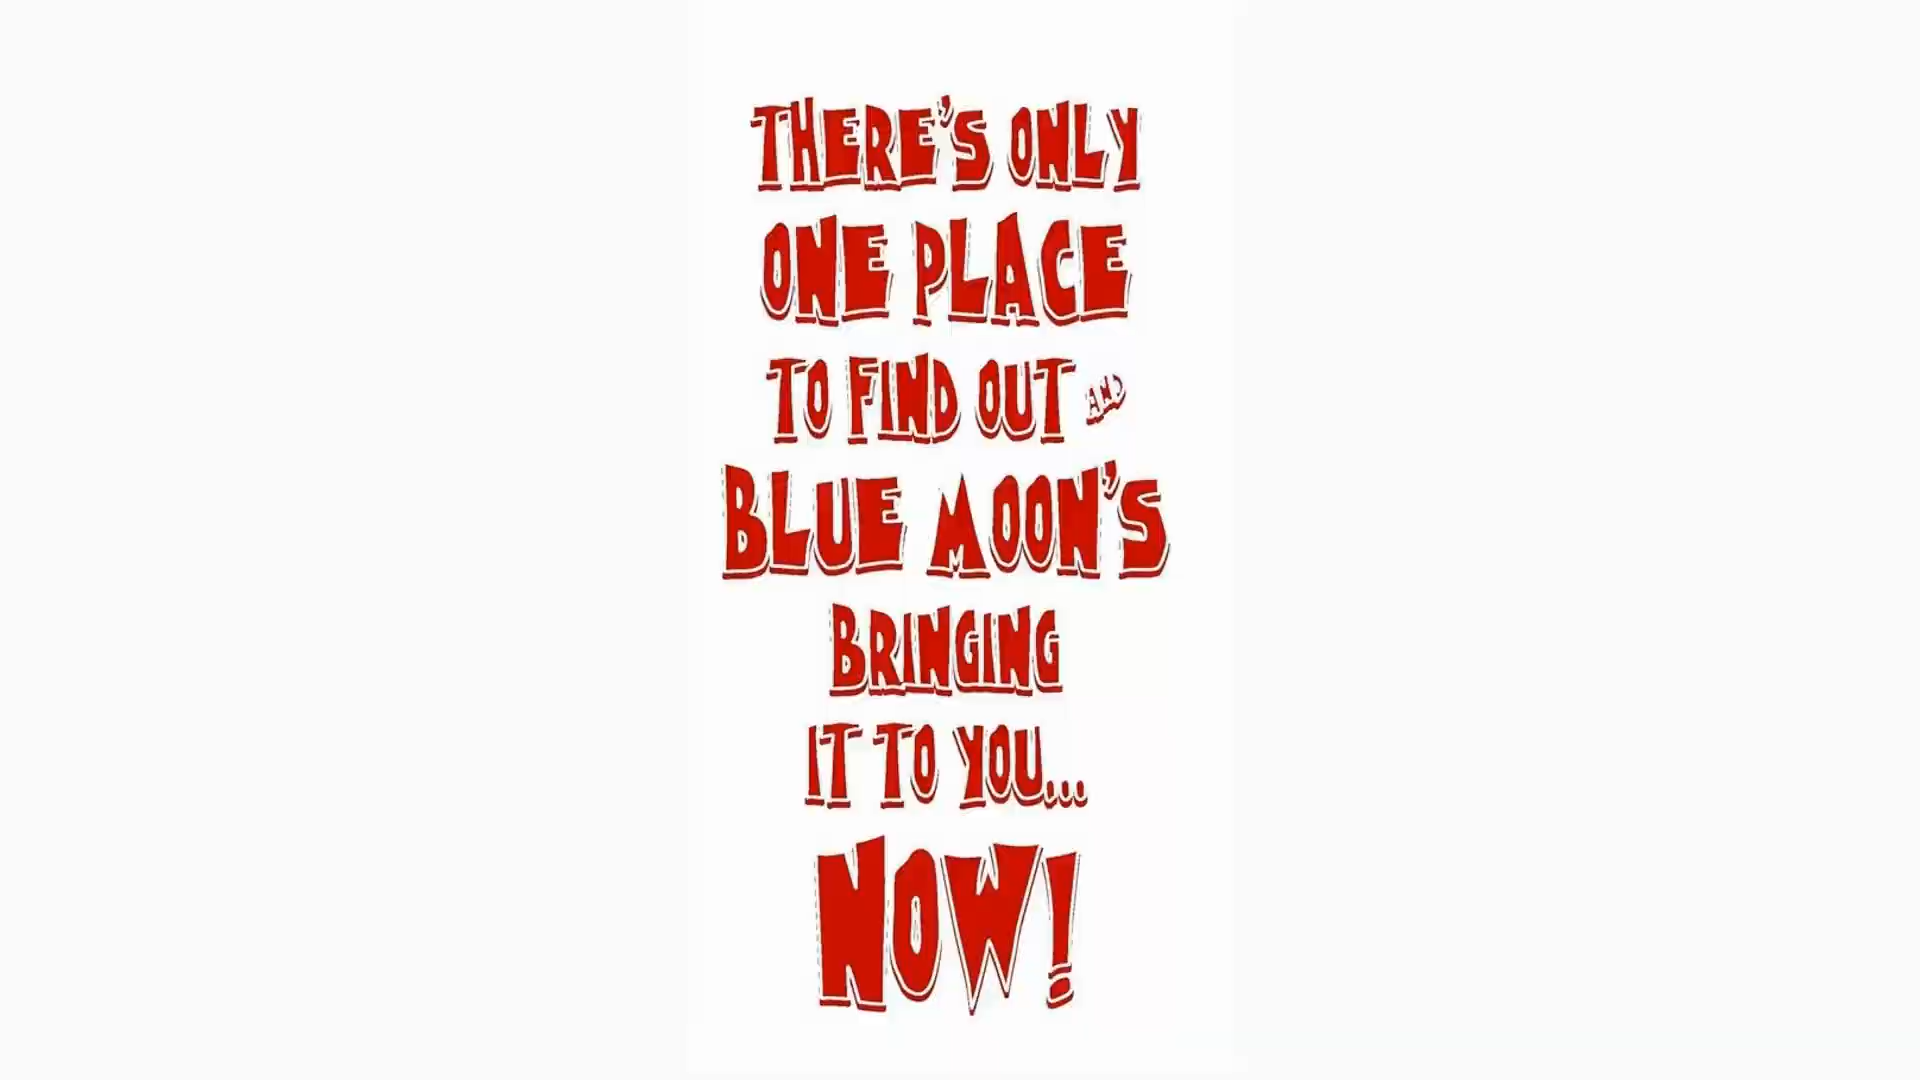 THERE'S ONLY
ONE PLACE
TO FIND OUT AND
BLUE MOON'S
BRINGING
IT TO YOU...
NOW!